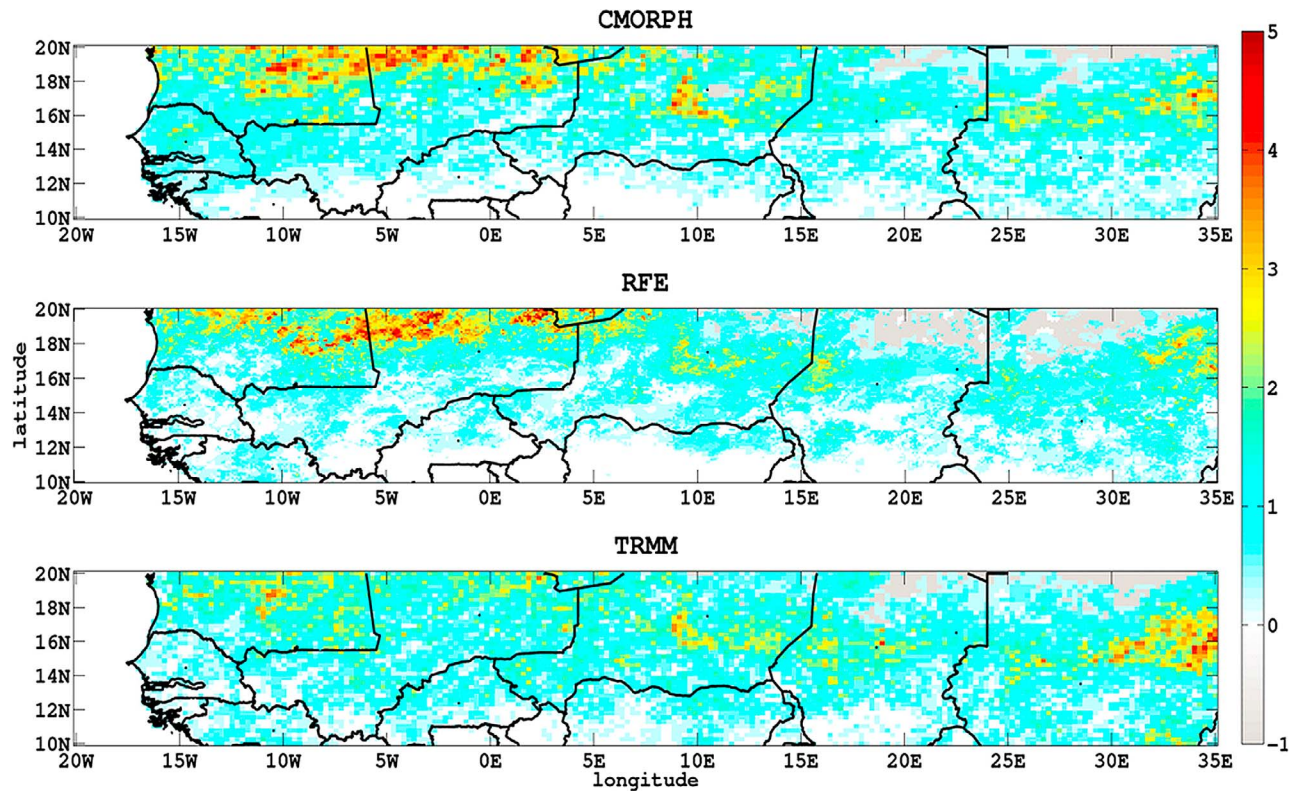 CMORPH
20N
18N
16N
14N
12N
10N
20W 15W 10W 5W 0E 5E 10E 15E 20E 25E 30E 35E
RFE
20N
18N
16N
14N
12N
10N
20W 15W 10W 5W 0E 5E 10E 15E 20E 25E 30E 35E
latitude
TRMM
20N
18N
16N
14N
12N
10N
20W 15W 10W 5W 0E 5E 10E 15E 20E 25E 30E 35E
longitude
5
4
3
2
1
0
-1